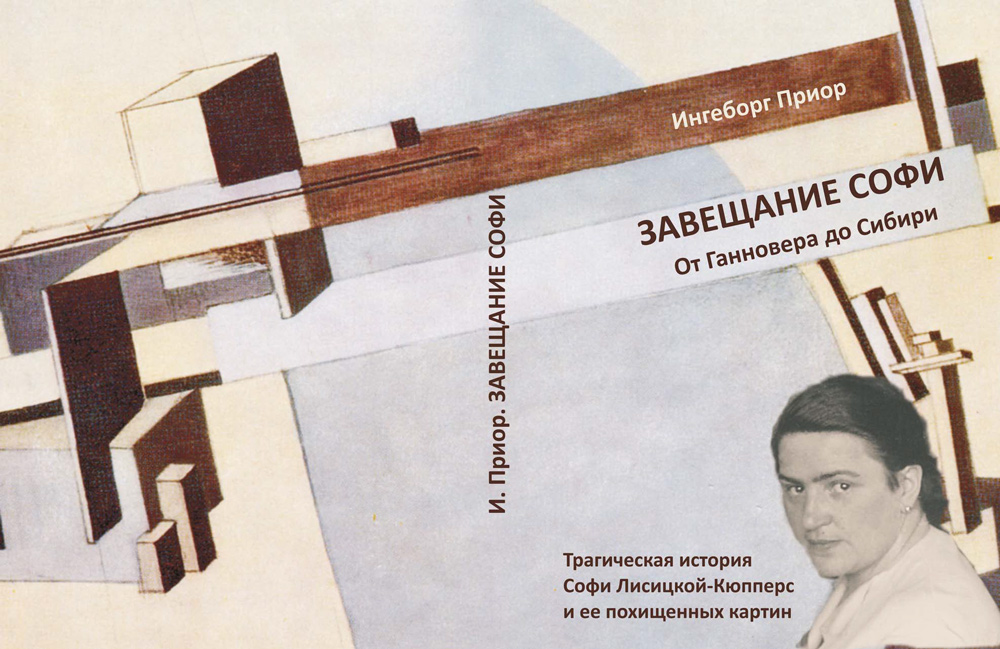 Ингеборг Приор
ЗАВЕЩАНИЕ СОФИ
От Ганновера до Сибири
И. Приор. ЗАВЕЩАНИЕ СОФИ
Трагическая история
Софи Лисицкой-Кюпперс
и ее похищенных картин